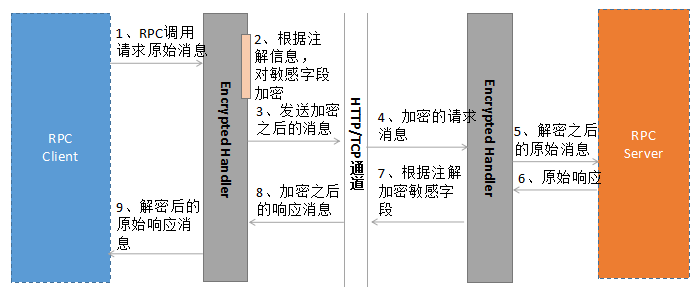 RPC
Client
1、RPC调用
请求原始消息
Encrypted Handler
2、根据注
解信息，
对敏感字段
加密
3、发送加密
之后的消息
HTTP/TCP通道
4、加密的请求
消息
Encrypted Handler
5、解密之后
的原始消息
RPC
Server
6、原始响应
7、根据注解
加密敏感字
段
8、加密之后
的响应消息
9、解密后的
原始响应消
息